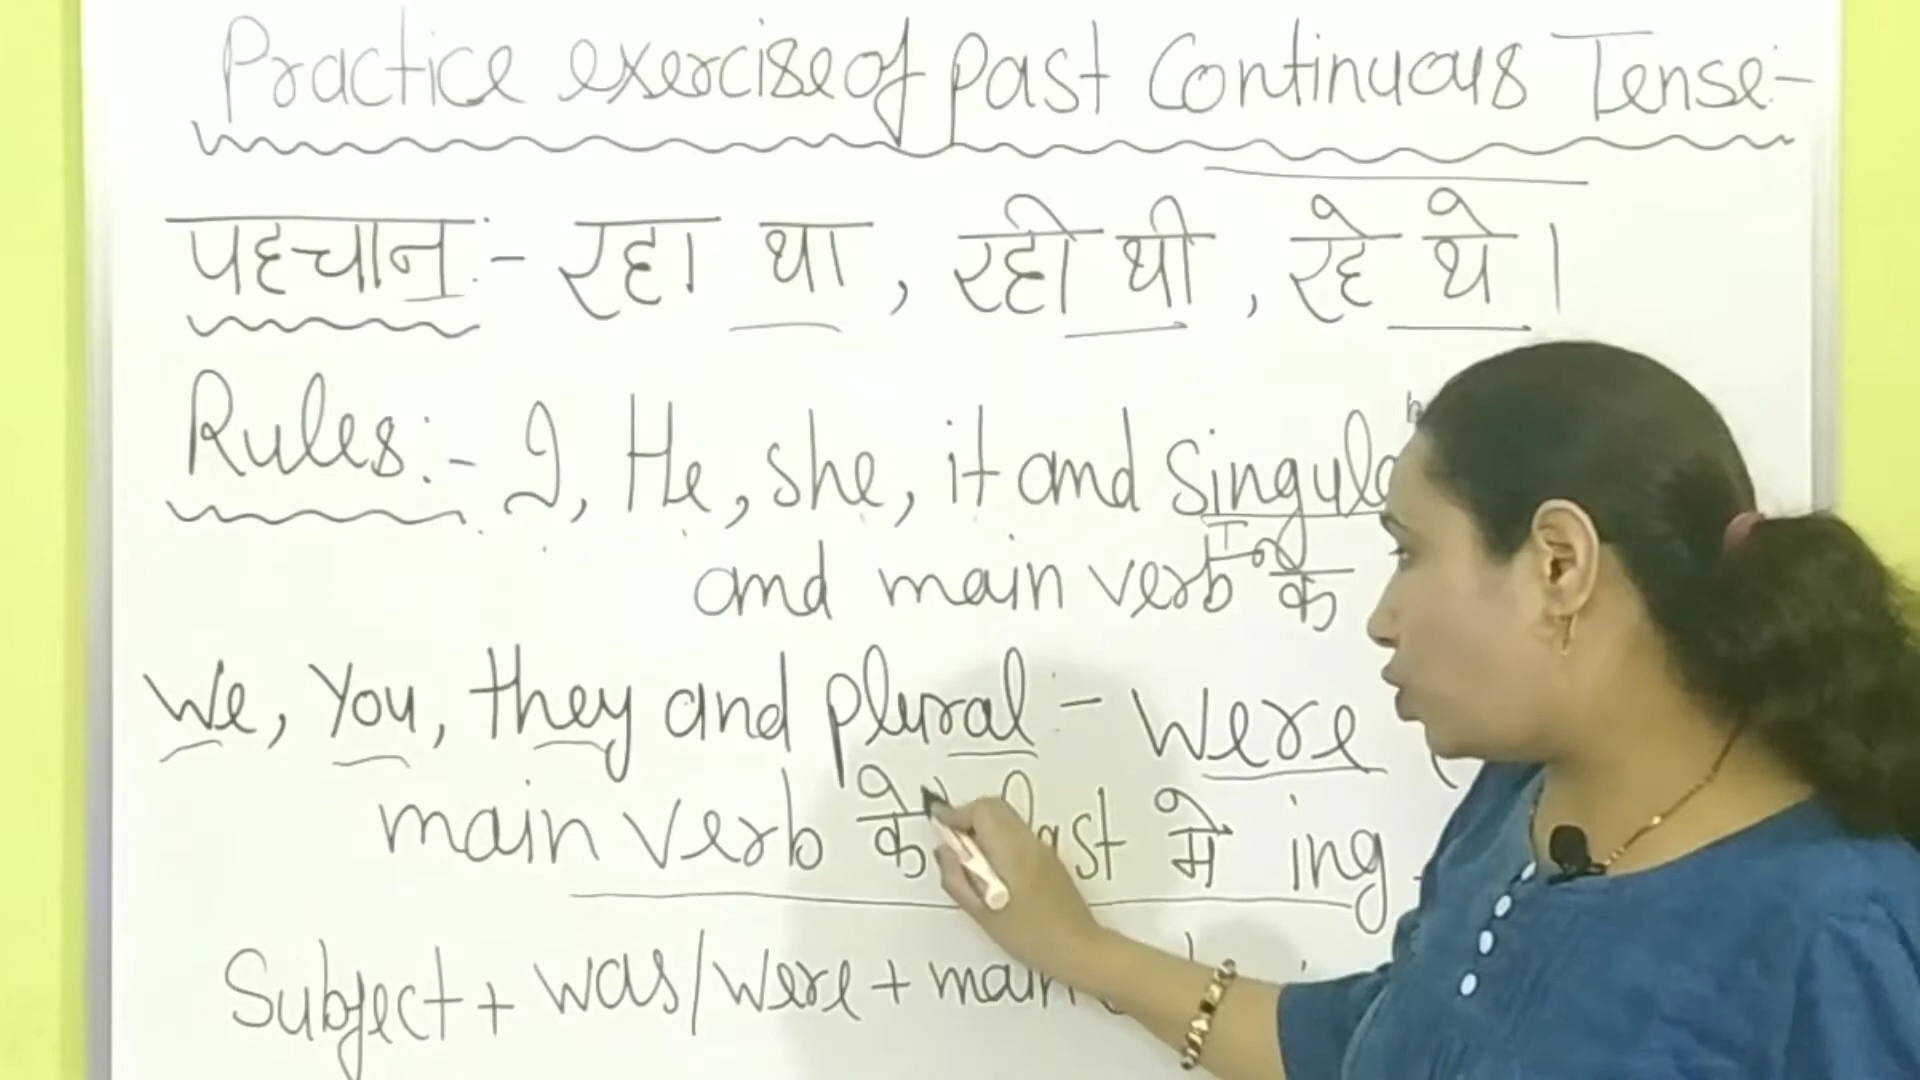 Practice exercise of Past Continuous Tense:-
पहचान:- रहा था, रही थी, रहे थे।
Rules:- I, He, she, it and
and main verb के
We, You, they and plural :- were
main verb के last मे ing
Subject + was/were + main